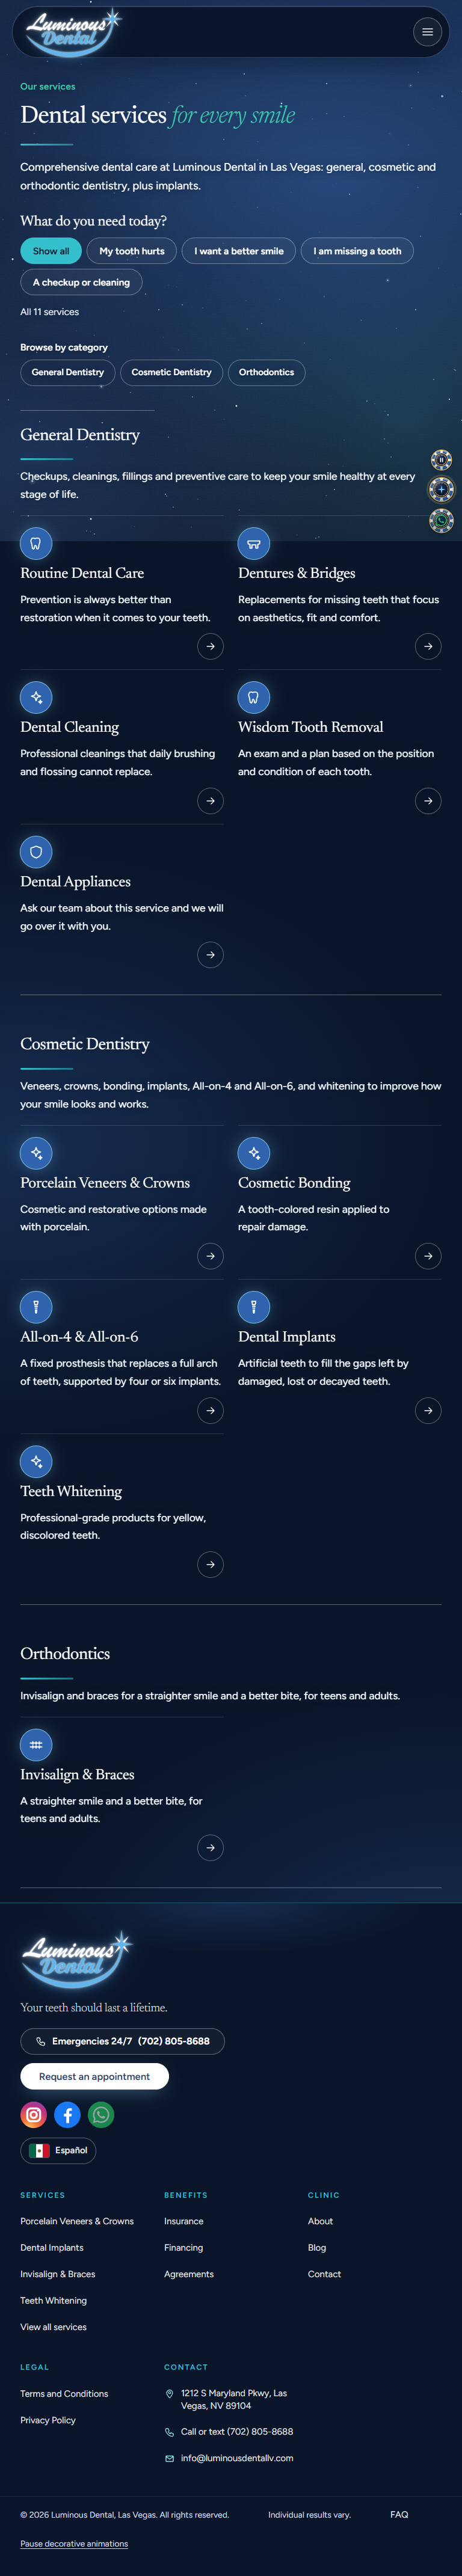 Luminous
Dental
Our services
Dental services for every smile
Comprehensive dental care at Luminous Dental in Las Vegas: general, cosmetic and
orthodontic dentistry, plus implants.
What do you need today?
Show all
My tooth hurts
I want a better smile
I am missing a tooth
A checkup or cleaning
All 11 services
Browse by category
General Dentistry
Cosmetic Dentistry
Orthodontics
General Dentistry
Checkups, cleanings, fillings and preventive care to keep your smile healthy at every
stage of life.
Routine Dental Care
Prevention is always better than
restoration when it comes to your teeth.
Dentures & Bridges
Replacements for missing teeth that focus
on aesthetics, fit and comfort.
Dental Cleaning
Professional cleanings that daily brushing
and flossing cannot replace.
Wisdom Tooth Removal
An exam and a plan based on the position
and condition of each tooth.
Dental Appliances
Ask our team about this service and we will
go over it with you.
Cosmetic Dentistry
Veneers, crowns, bonding, implants, All-on-4 and All-on-6, and whitening to improve how
your smile looks and works.
Porcelain Veneers & Crowns
Cosmetic and restorative options made
with porcelain.
Cosmetic Bonding
A tooth-colored resin applied to
repair damage.
All-on-4 & All-on-6
A fixed prosthesis that replaces a full arch
of teeth, supported by four or six implants.
Dental Implants
Artificial teeth to fill the gaps left by
damaged, lost or decayed teeth.
Teeth Whitening
Professional-grade products for yellow,
discolored teeth.
Orthodontics
Invisalign and braces for a straighter smile and a better bite, for teens and adults.
Invisalign & Braces
A straighter smile and a better bite, for
teens and adults.
Luminous
Dental
Your teeth should last a lifetime.
Emergencies 24/7 (702) 805-8688
Request an appointment
Español
SERVICES
Porcelain Veneers & Crowns
Dental Implants
Invisalign & Braces
Teeth Whitening
View all services
BENEFITS
Insurance
Financing
Agreements
CLINIC
About
Blog
Contact
LEGAL
Terms and Conditions
Privacy Policy
CONTACT
1212 S Maryland Pkwy, Las
Vegas, NV 89104
Call or text (702) 805-8688
info@luminousdentallv.com
© 2026 Luminous Dental, Las Vegas. All rights reserved.
Individual results vary.
FAQ
Pause decorative animations